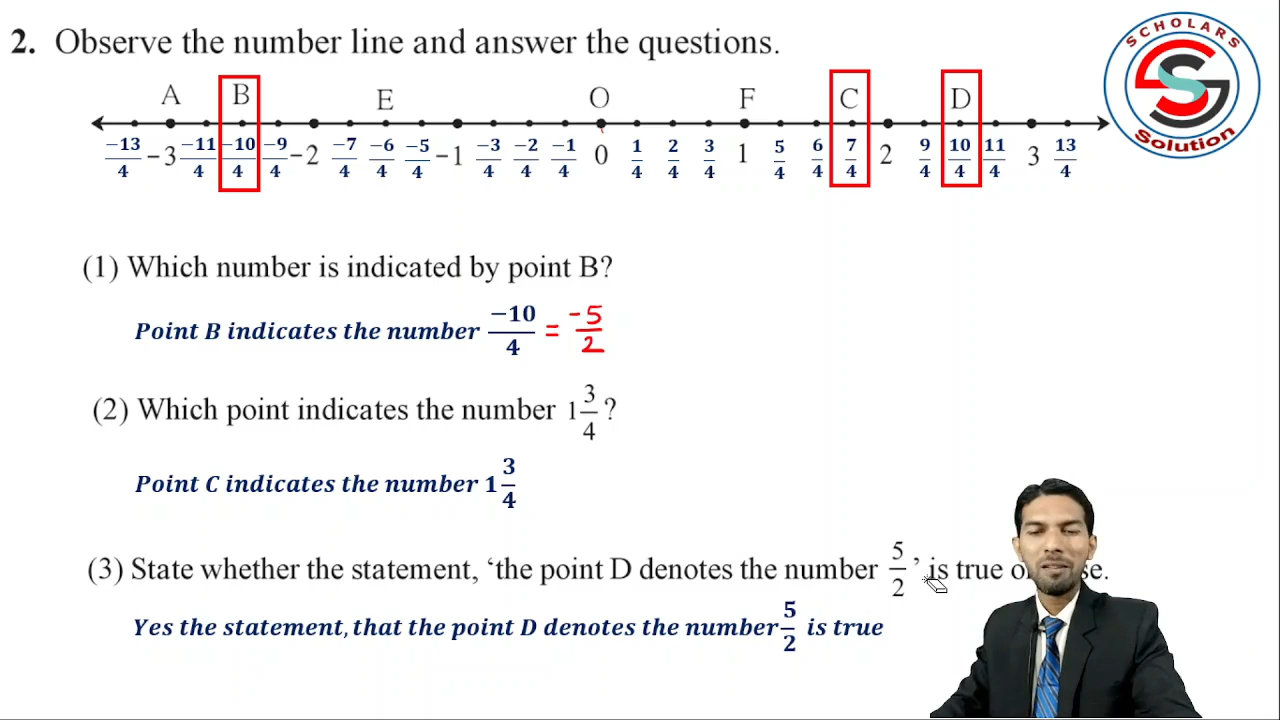 2. Observe the number line and answer the questions.
SCHOLARS
Solution
A B E O F C D
-13/4 -3 -11/4 -10/4 -9/4 -2 -7/4 -6/4 -5/4 -1 -3/4 -2/4 -1/4 0 1/4 2/4 3/4 1 5/4 6/4 7/4 2 9/4 10/4 11/4 3 13/4
(1) Which number is indicated by point B?
Point B indicates the number -10/4 = -5/2
(2) Which point indicates the number 1 3/4 ?
Point C indicates the number 1 3/4
(3) State whether the statement, ‘the point D denotes the number 5/2’ is true
Yes the statement, that the point D denotes the number 5/2 is true